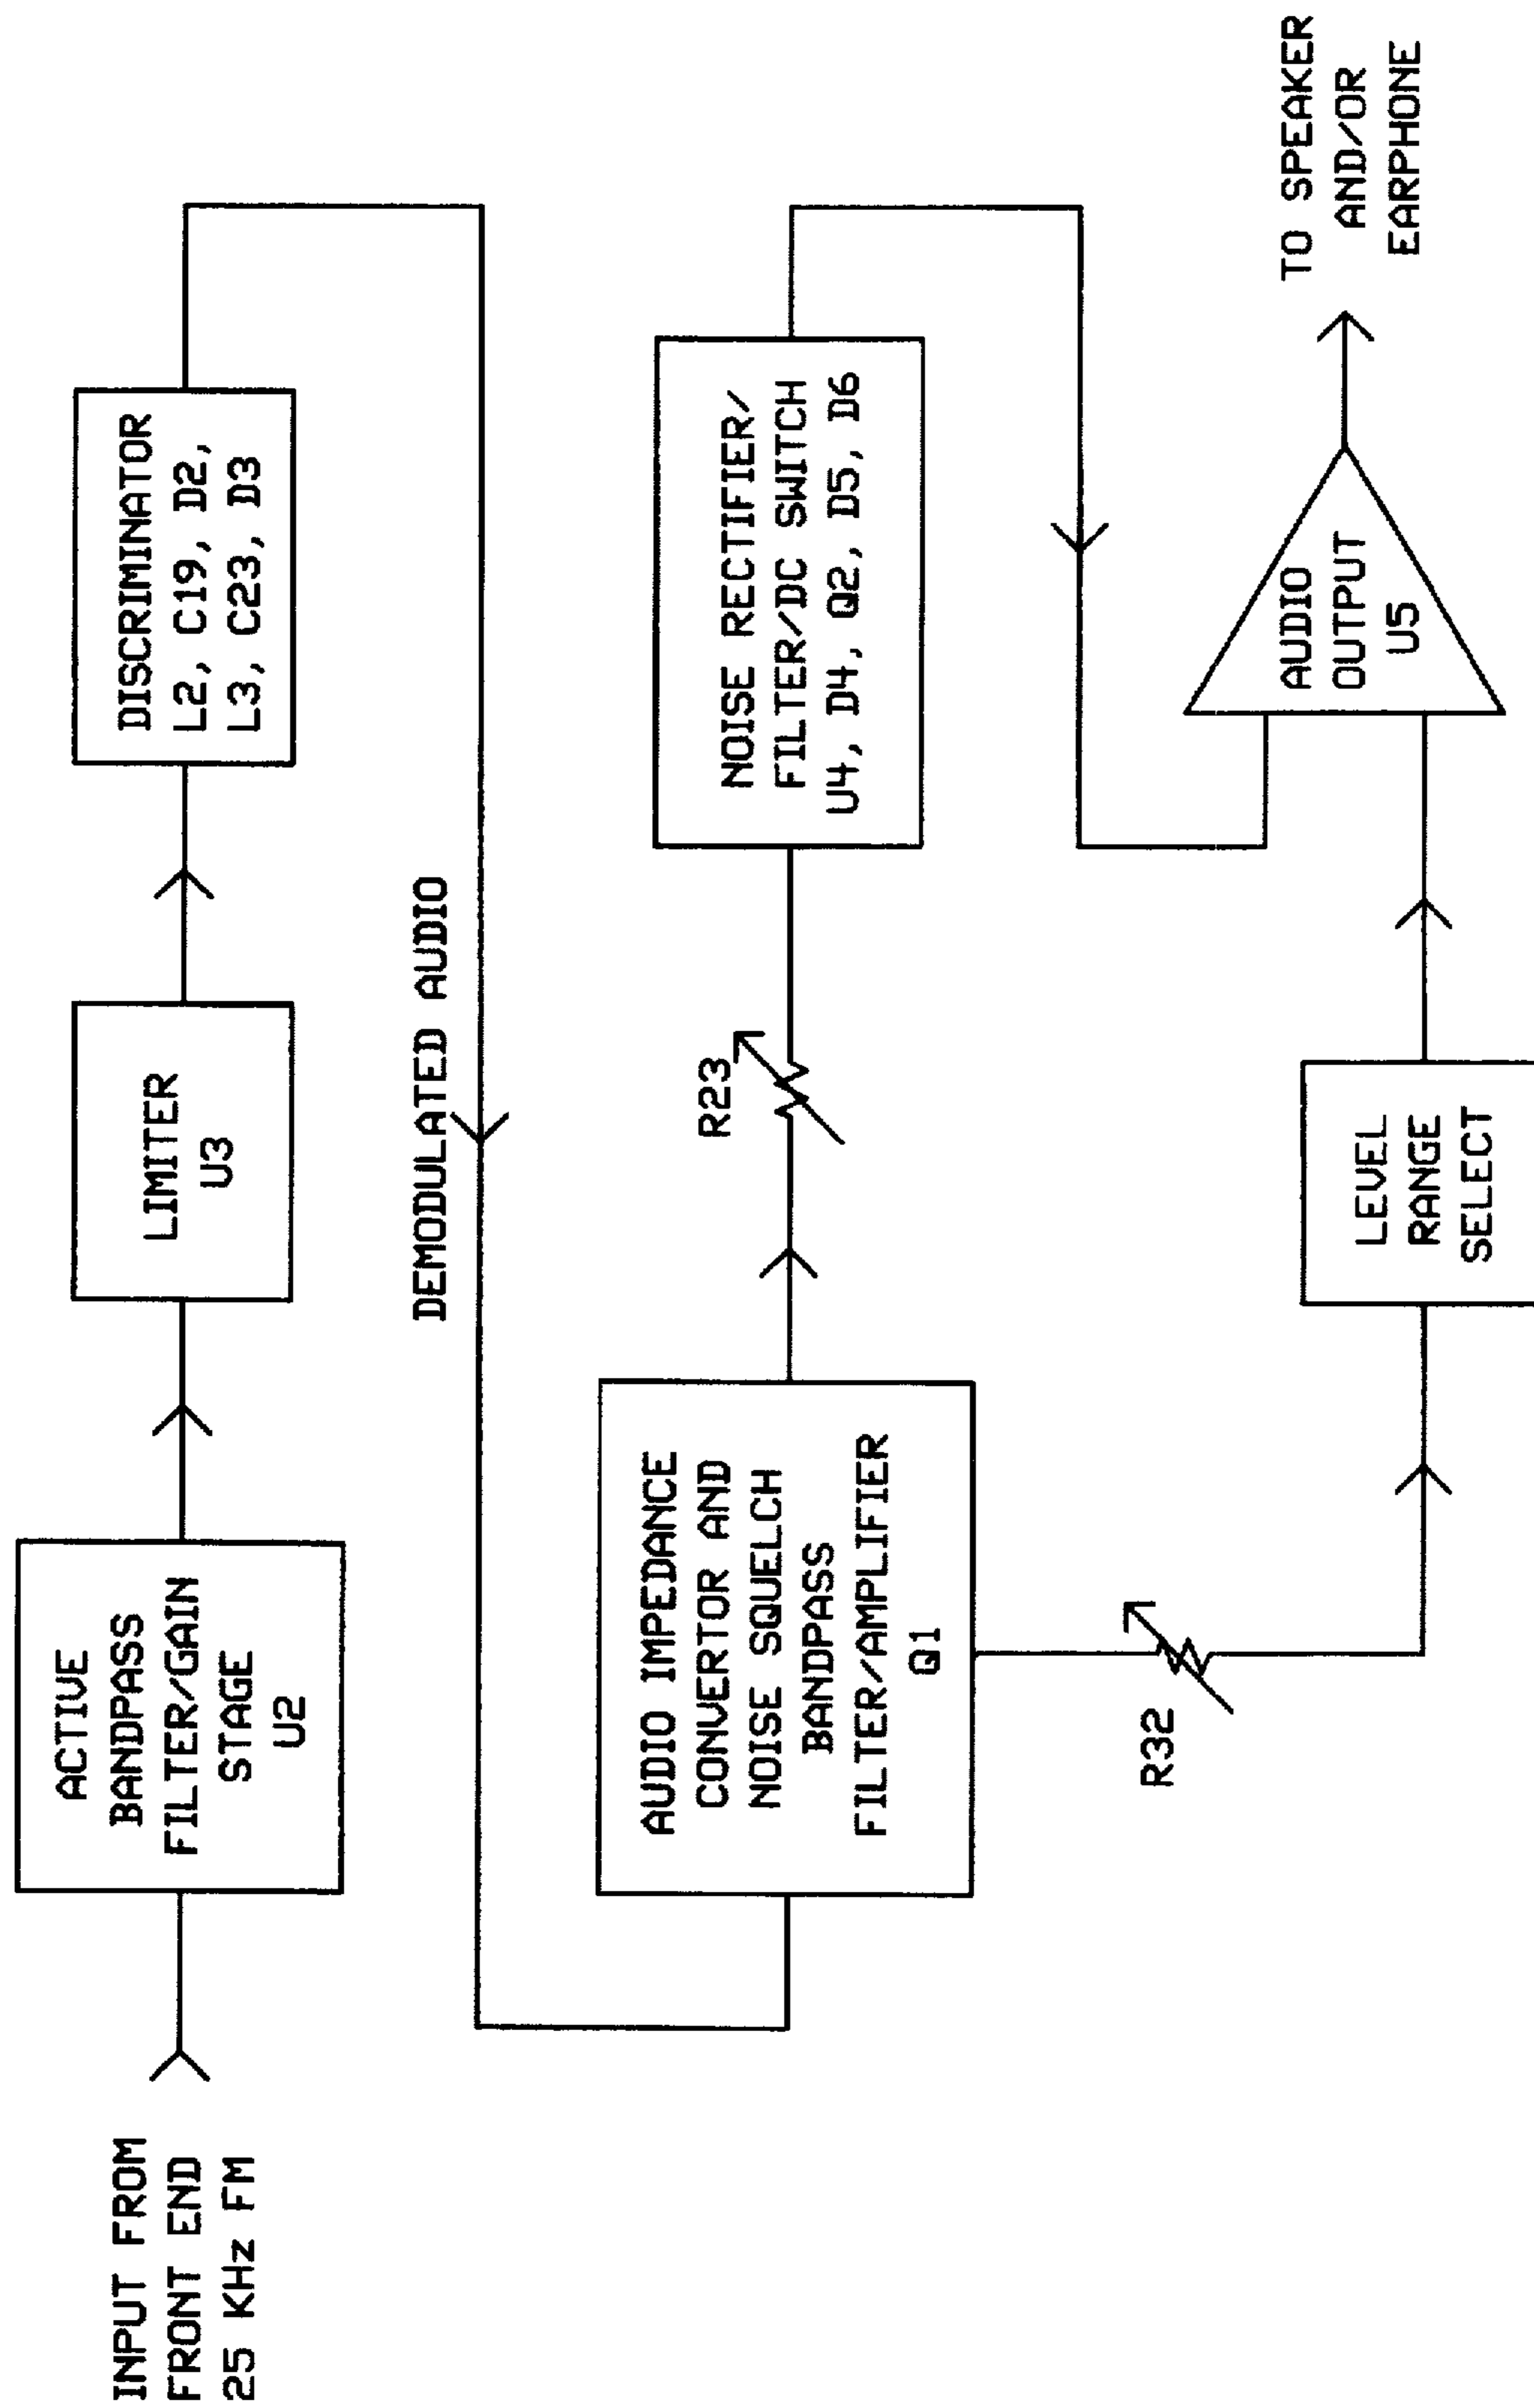 INPUT FROM
FRONT END
25 KHz FM
ACTIVE
BANDPASS
FILTER/GAIN
STAGE
U2
LIMITER
U3
DISCRIMINATOR
L2, C19, D2,
L3, C23, D3
DEMODULATED AUDIO
AUDIO IMPEDANCE
CONVERTOR AND
NOISE SQUELCH
BANDPASS
FILTER/AMPLIFIER
Q1
R23
NOISE RECTIFIER/
FILTER/DC SWITCH
U4, D4, Q2, D5, D6
R32
LEVEL
RANGE
SELECT
AUDIO
OUTPUT
U5
TO SPEAKER
AND/OR
EARPHONE